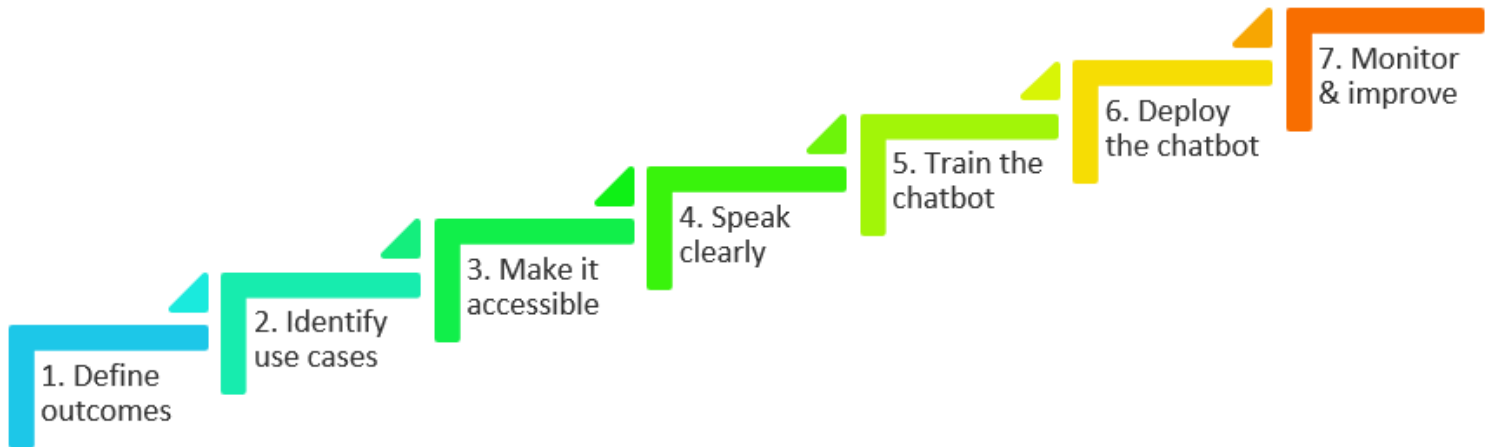 1. Define
outcomes
2. Identify
use cases
3. Make it
accessible
4. Speak
clearly
5. Train the
chatbot
6. Deploy
the chatbot
7. Monitor
& improve